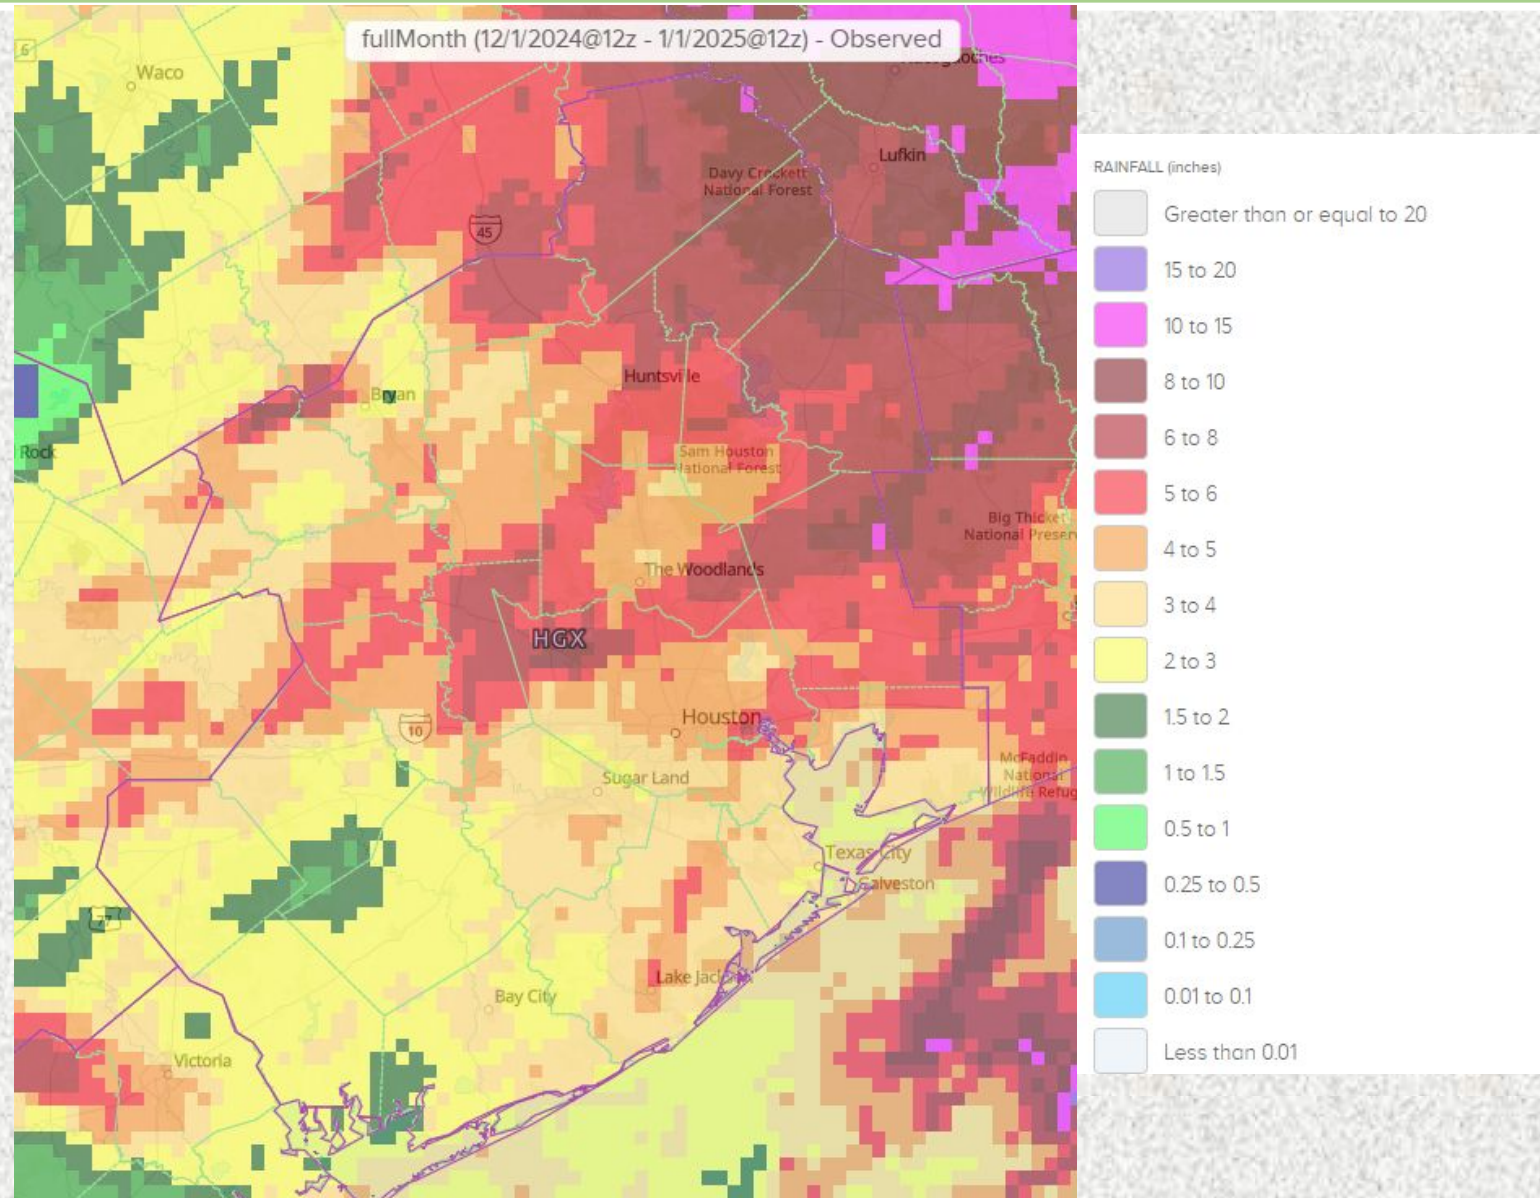 fullMonth (12/1/2024@12z - 1/1/2025@12z) - Observed
6
Waco
Lufkin
Davy Crockett
National Forest
45
Huntsville
Bryan
Rock
Sam Houston
National Forest
Big Thicket
National Preserv
The Woodlands
HGX
10
Houston
McFaddin
National
Wildlife Refug
Sugar Land
Texas City
Galveston
77
Lake Jackson
Bay City
Victoria
RAINFALL (inches)
Greater than or equal to 20
15 to 20
10 to 15
8 to 10
6 to 8
5 to 6
4 to 5
3 to 4
2 to 3
1.5 to 2
1 to 1.5
0.5 to 1
0.25 to 0.5
0.1 to 0.25
0.01 to 0.1
Less than 0.01